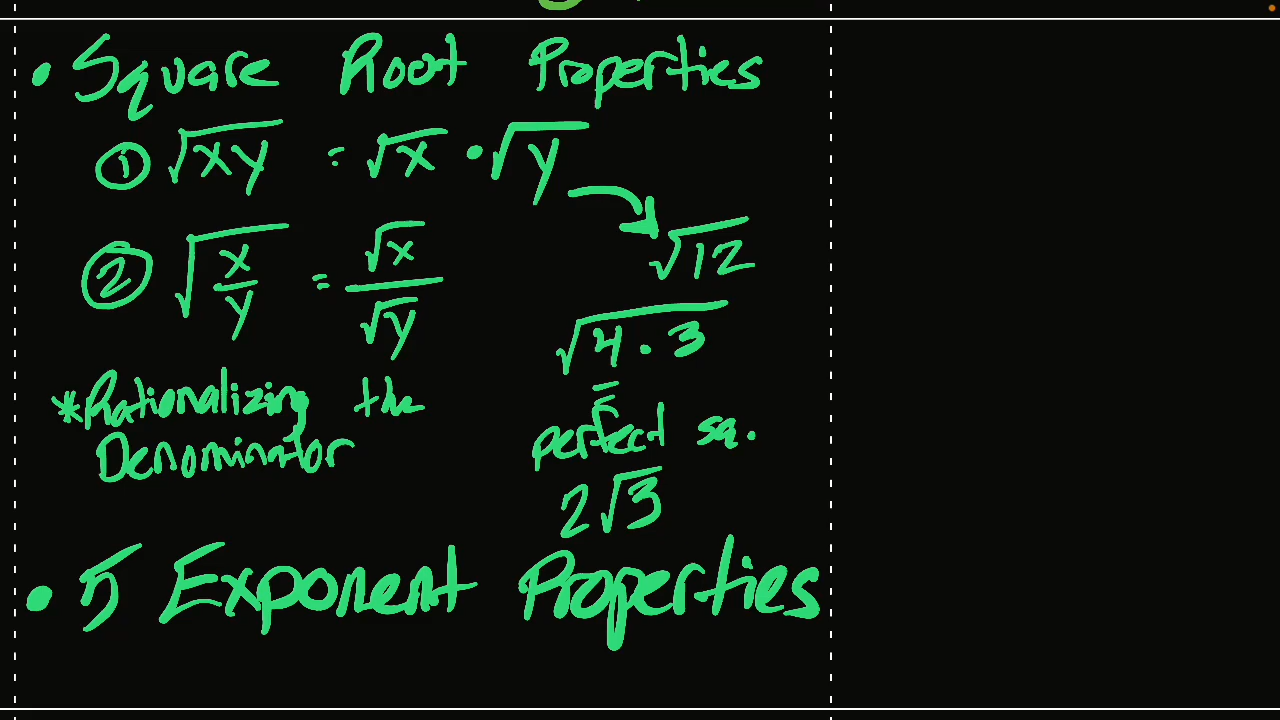 • Square Root Properties
① √xy = √x • √y
√12
② √(x/y) = √x/√y
√4 • 3
*Rationalizing the
Denominator
perfect sq.
2√3
• 5 Exponent Properties